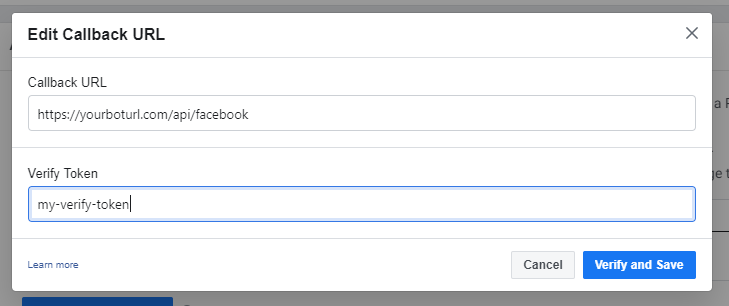 Edit Callback URL
Callback URL
https://yourboturl.com/api/facebook
Verify Token
my-verify-token
Learn more
Cancel
Verify and Save